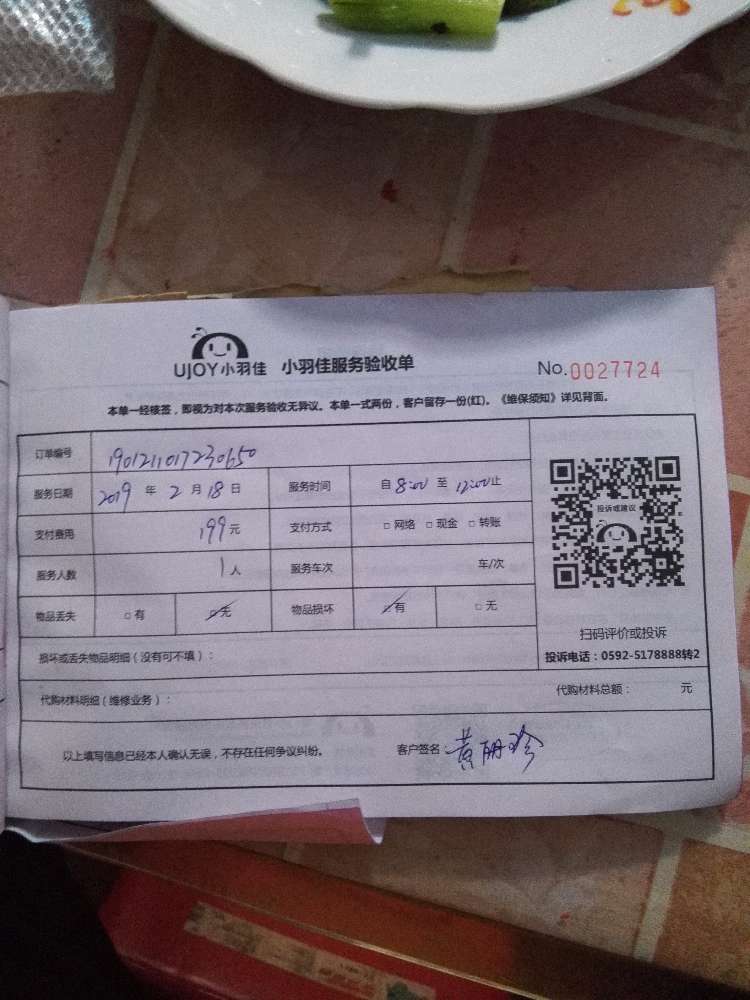 UJOY小羽佳 小羽佳服务验收单 No.0027724
本单一经接签，即视为对本次服务验收无异议。本单一式两份，客户留存一份(红)。《维保须知》详见背面。
订单编号 1901211017230650
服务日期 2019 年 2 月 18 日 服务时间 自 8:00 至 12:00 止
支付费用 199 元 支付方式 □ 网络 □ 现金 □ 转账
服务人数 1 人 服务车次 车/次
物品丢失 □ 有 ☑ 无 物品损坏 ☑ 有 □ 无
损坏或丢失物品明细（没有可不填）：
代购材料明细（维修业务）： 代购材料总额： 元
以上填写信息已经本人确认无误，不存在任何争议纠纷。 客户签名：黄丽珍
投诉或建议
扫码评价或投诉
投诉电话：0592-5178888转2